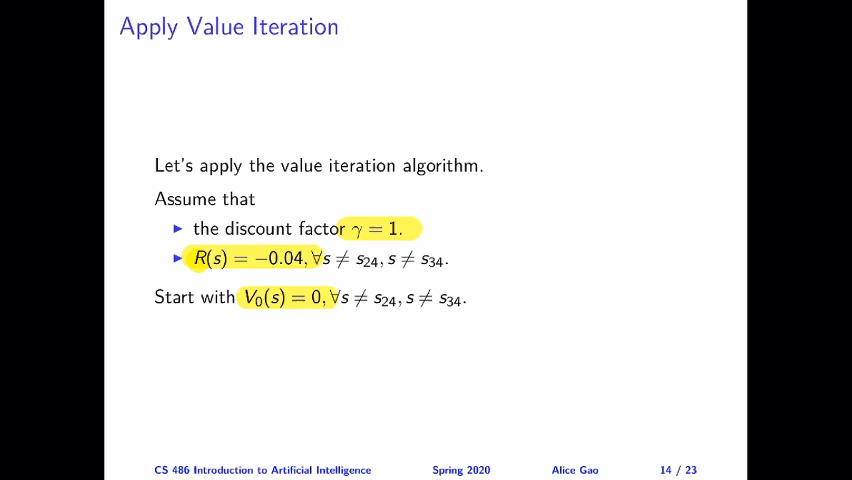 Apply Value Iteration
Let's apply the value iteration algorithm.
Assume that
▶ the discount factor γ = 1.
▶ R(s) = −0.04, ∀s ≠ s₂₄, s ≠ s₃₄.
Start with V₀(s) = 0, ∀s ≠ s₂₄, s ≠ s₃₄.
CS 486 Introduction to Artificial Intelligence Spring 2020 Alice Gao 14 / 23